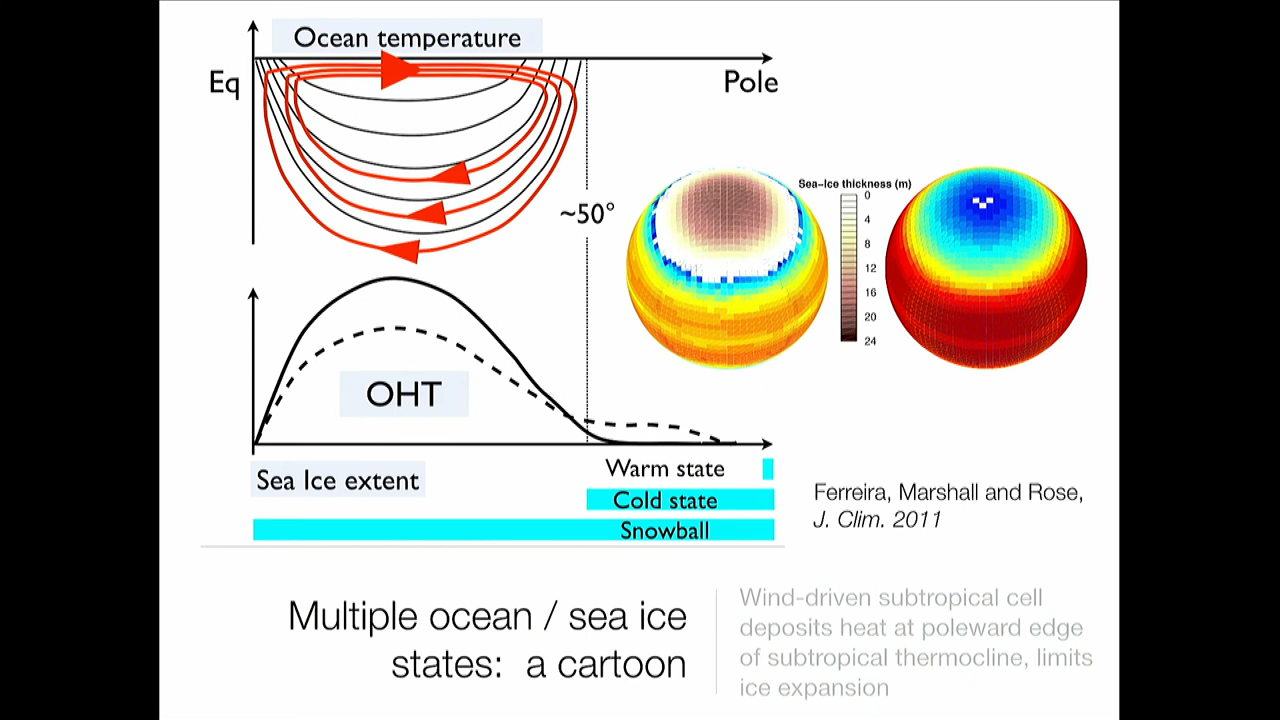 Ocean temperature
Eq
Pole
~50°
Sea-Ice thickness (m)
0
4
8
12
16
20
24
OHT
Sea Ice extent
Warm state
Cold state
Snowball
Ferreira, Marshall and Rose,
J. Clim. 2011
Multiple ocean / sea ice
states: a cartoon
Wind-driven subtropical cell
deposits heat at poleward edge
of subtropical thermocline, limits
ice expansion